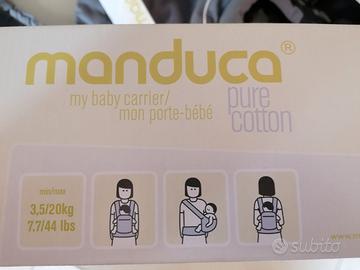 manduca®
my baby carrier/
mon porte-bébé
pure
cotton
min/max
3,5/20kg
7.7/44 lbs
subito